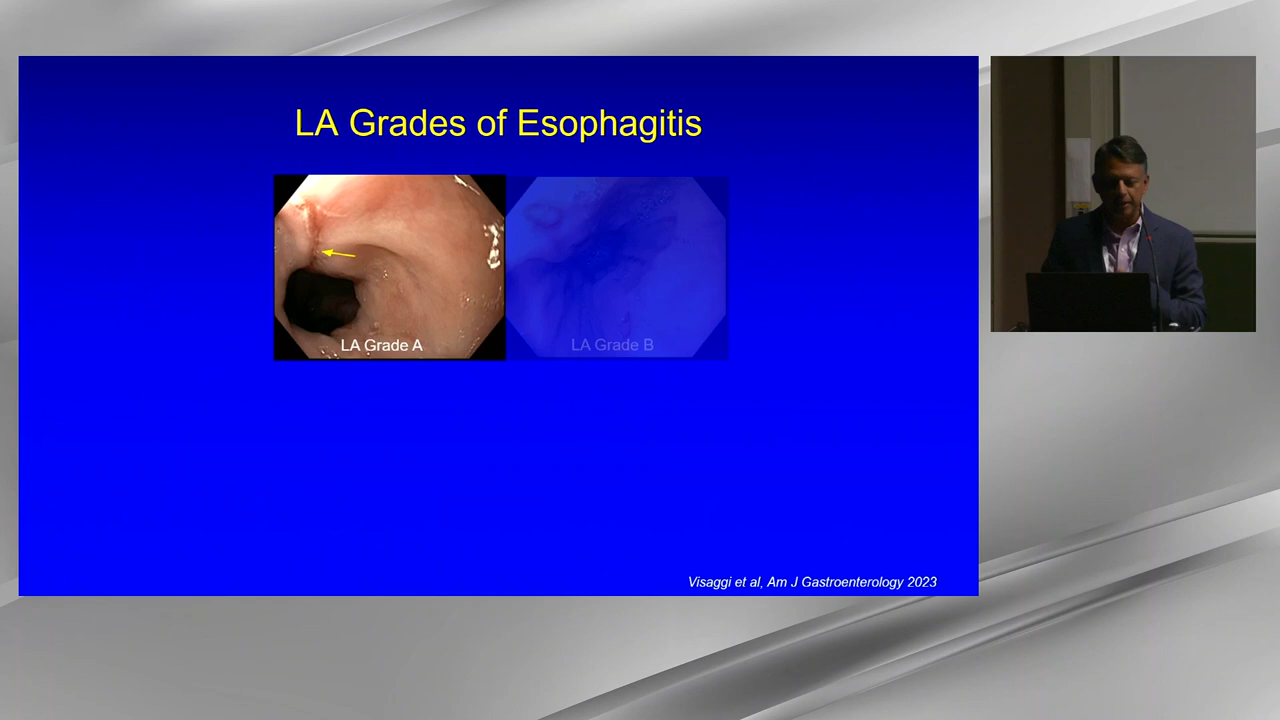 LA Grades of Esophagitis
LA Grade A
LA Grade B
Visaggi et al, Am J Gastroenterology 2023